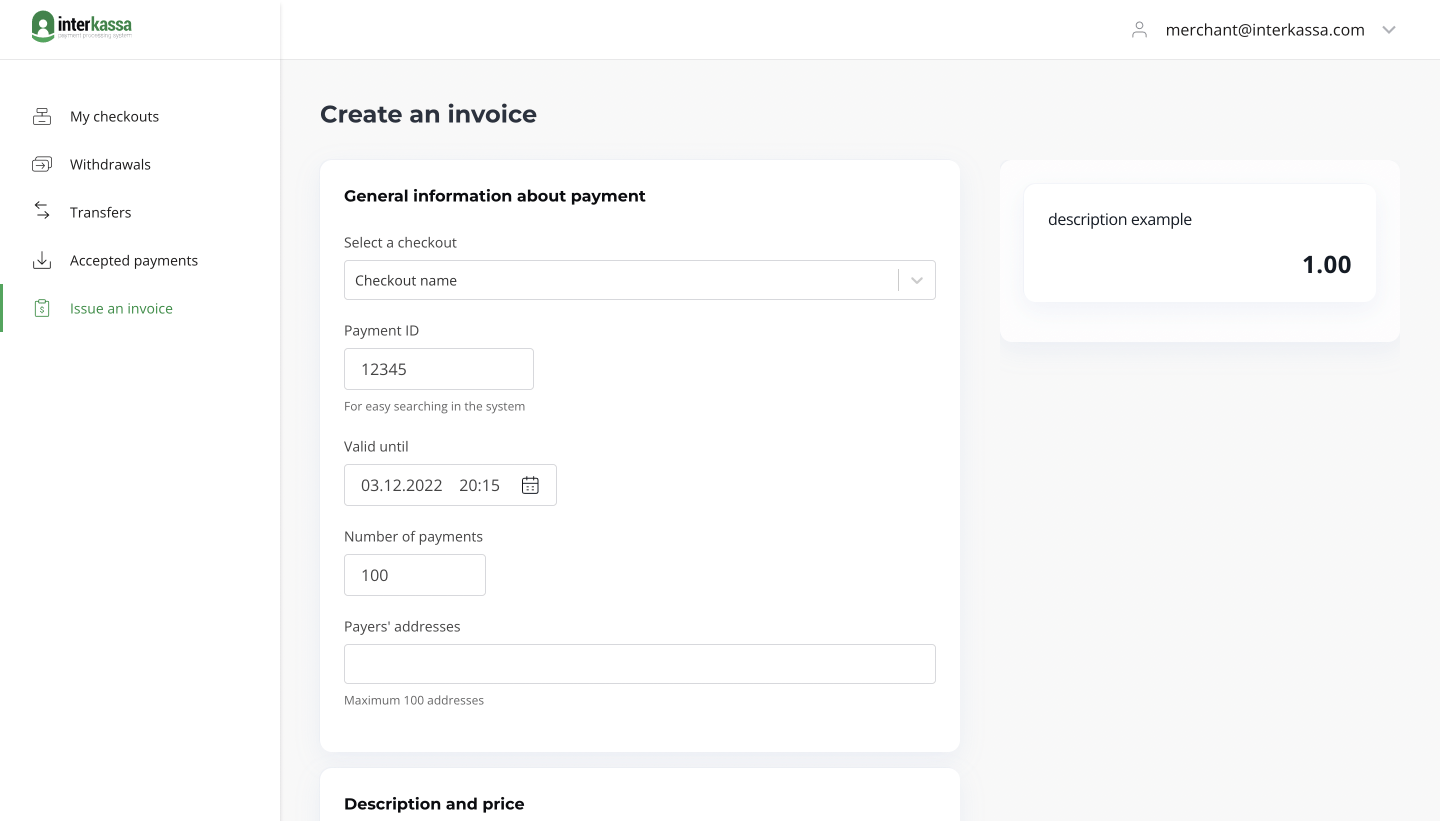 interkassa
payment processing system
merchant@interkassa.com
My checkouts
Withdrawals
Transfers
Accepted payments
Issue an invoice
Create an invoice
General information about payment
Select a checkout
Checkout name
Payment ID
12345
For easy searching in the system
Valid until
03.12.2022 20:15
Number of payments
100
Payers' addresses
Maximum 100 addresses
Description and price
description example
1.00